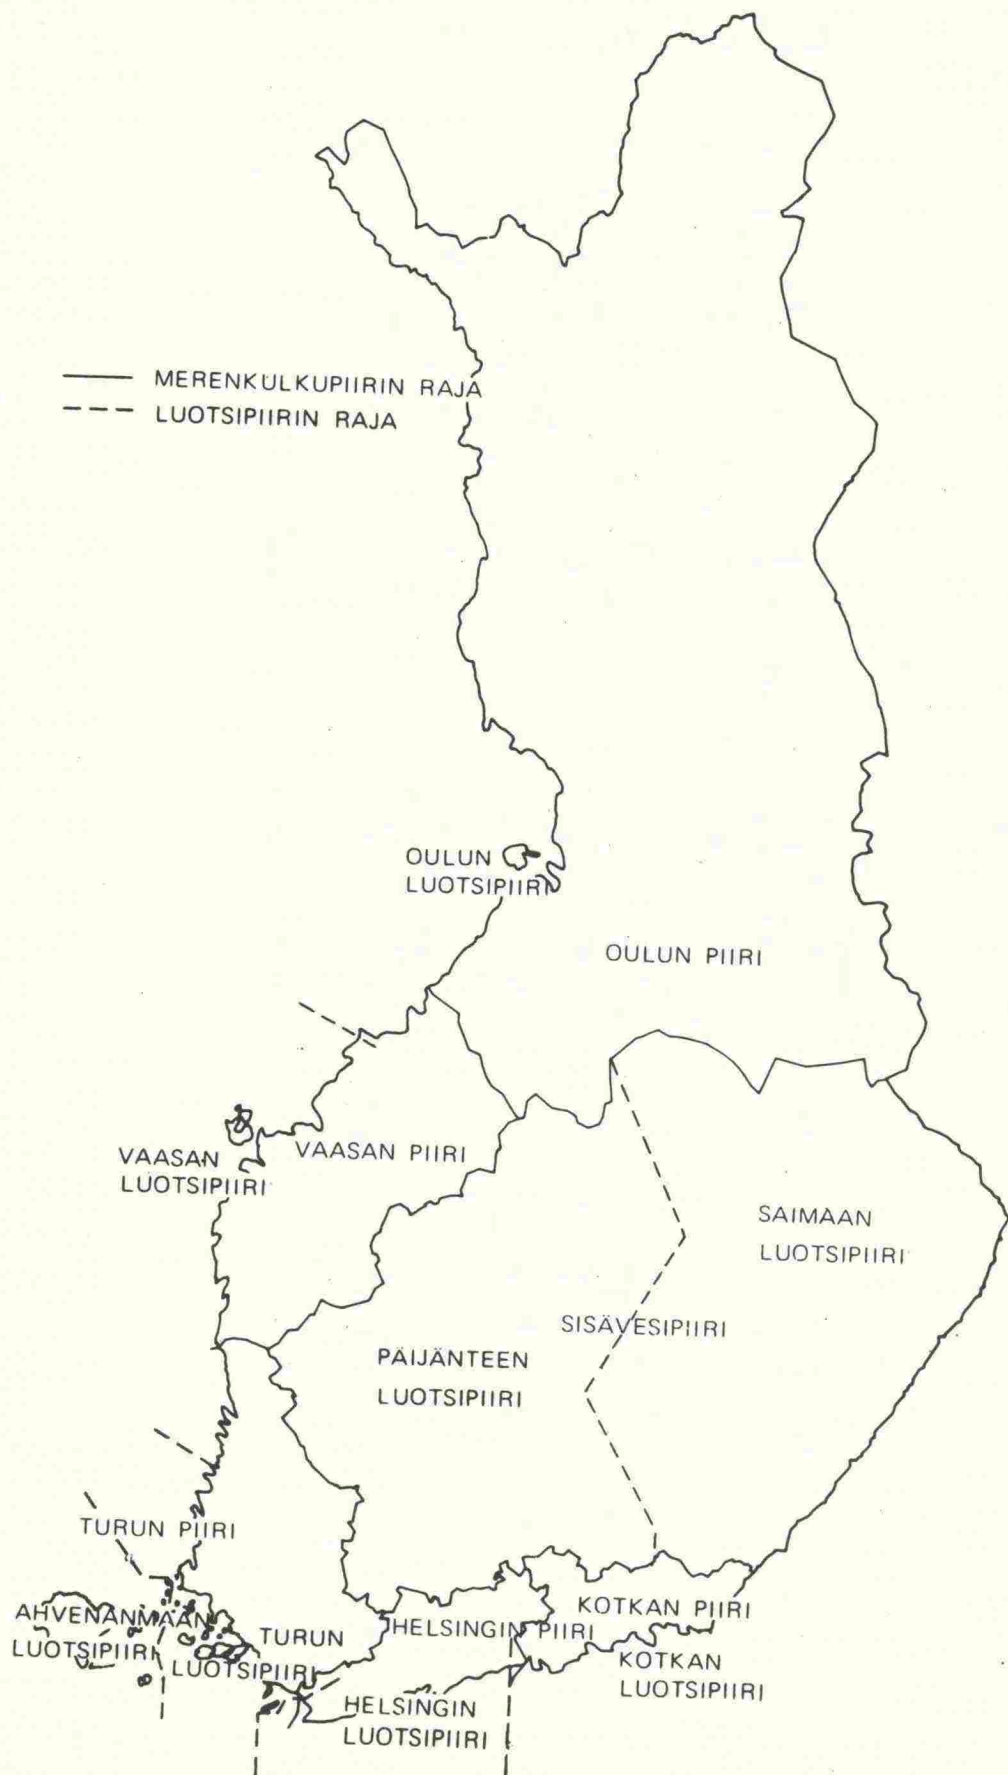 MERENKULKUPIIRIN RAJA
LUOTSIPIIRIN RAJA
OULUN
LUOTSIPIIRI
OULUN PIIRI
VAASAN
LUOTSIPIIRI
VAASAN PIIRI
SAIMAAN
LUOTSIPIIRI
SISÄVESIPIIRI
PÄIJÄNTEEN
LUOTSIPIIRI
TURUN PIIRI
AHVENANMAAN
LUOTSIPIIRI
TURUN
LUOTSIPIIRI
HELSINGIN PIIRI
KOTKAN PIIRI
KOTKAN
LUOTSIPIIRI
HELSINGIN
LUOTSIPIIRI